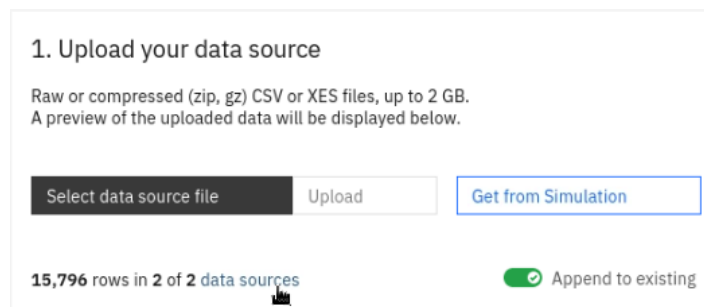 1. Upload your data source
Raw or compressed (zip, gz) CSV or XES files, up to 2 GB.
A preview of the uploaded data will be displayed below.
Select data source file Upload Get from Simulation
15,796 rows in 2 of 2 data sources Append to existing